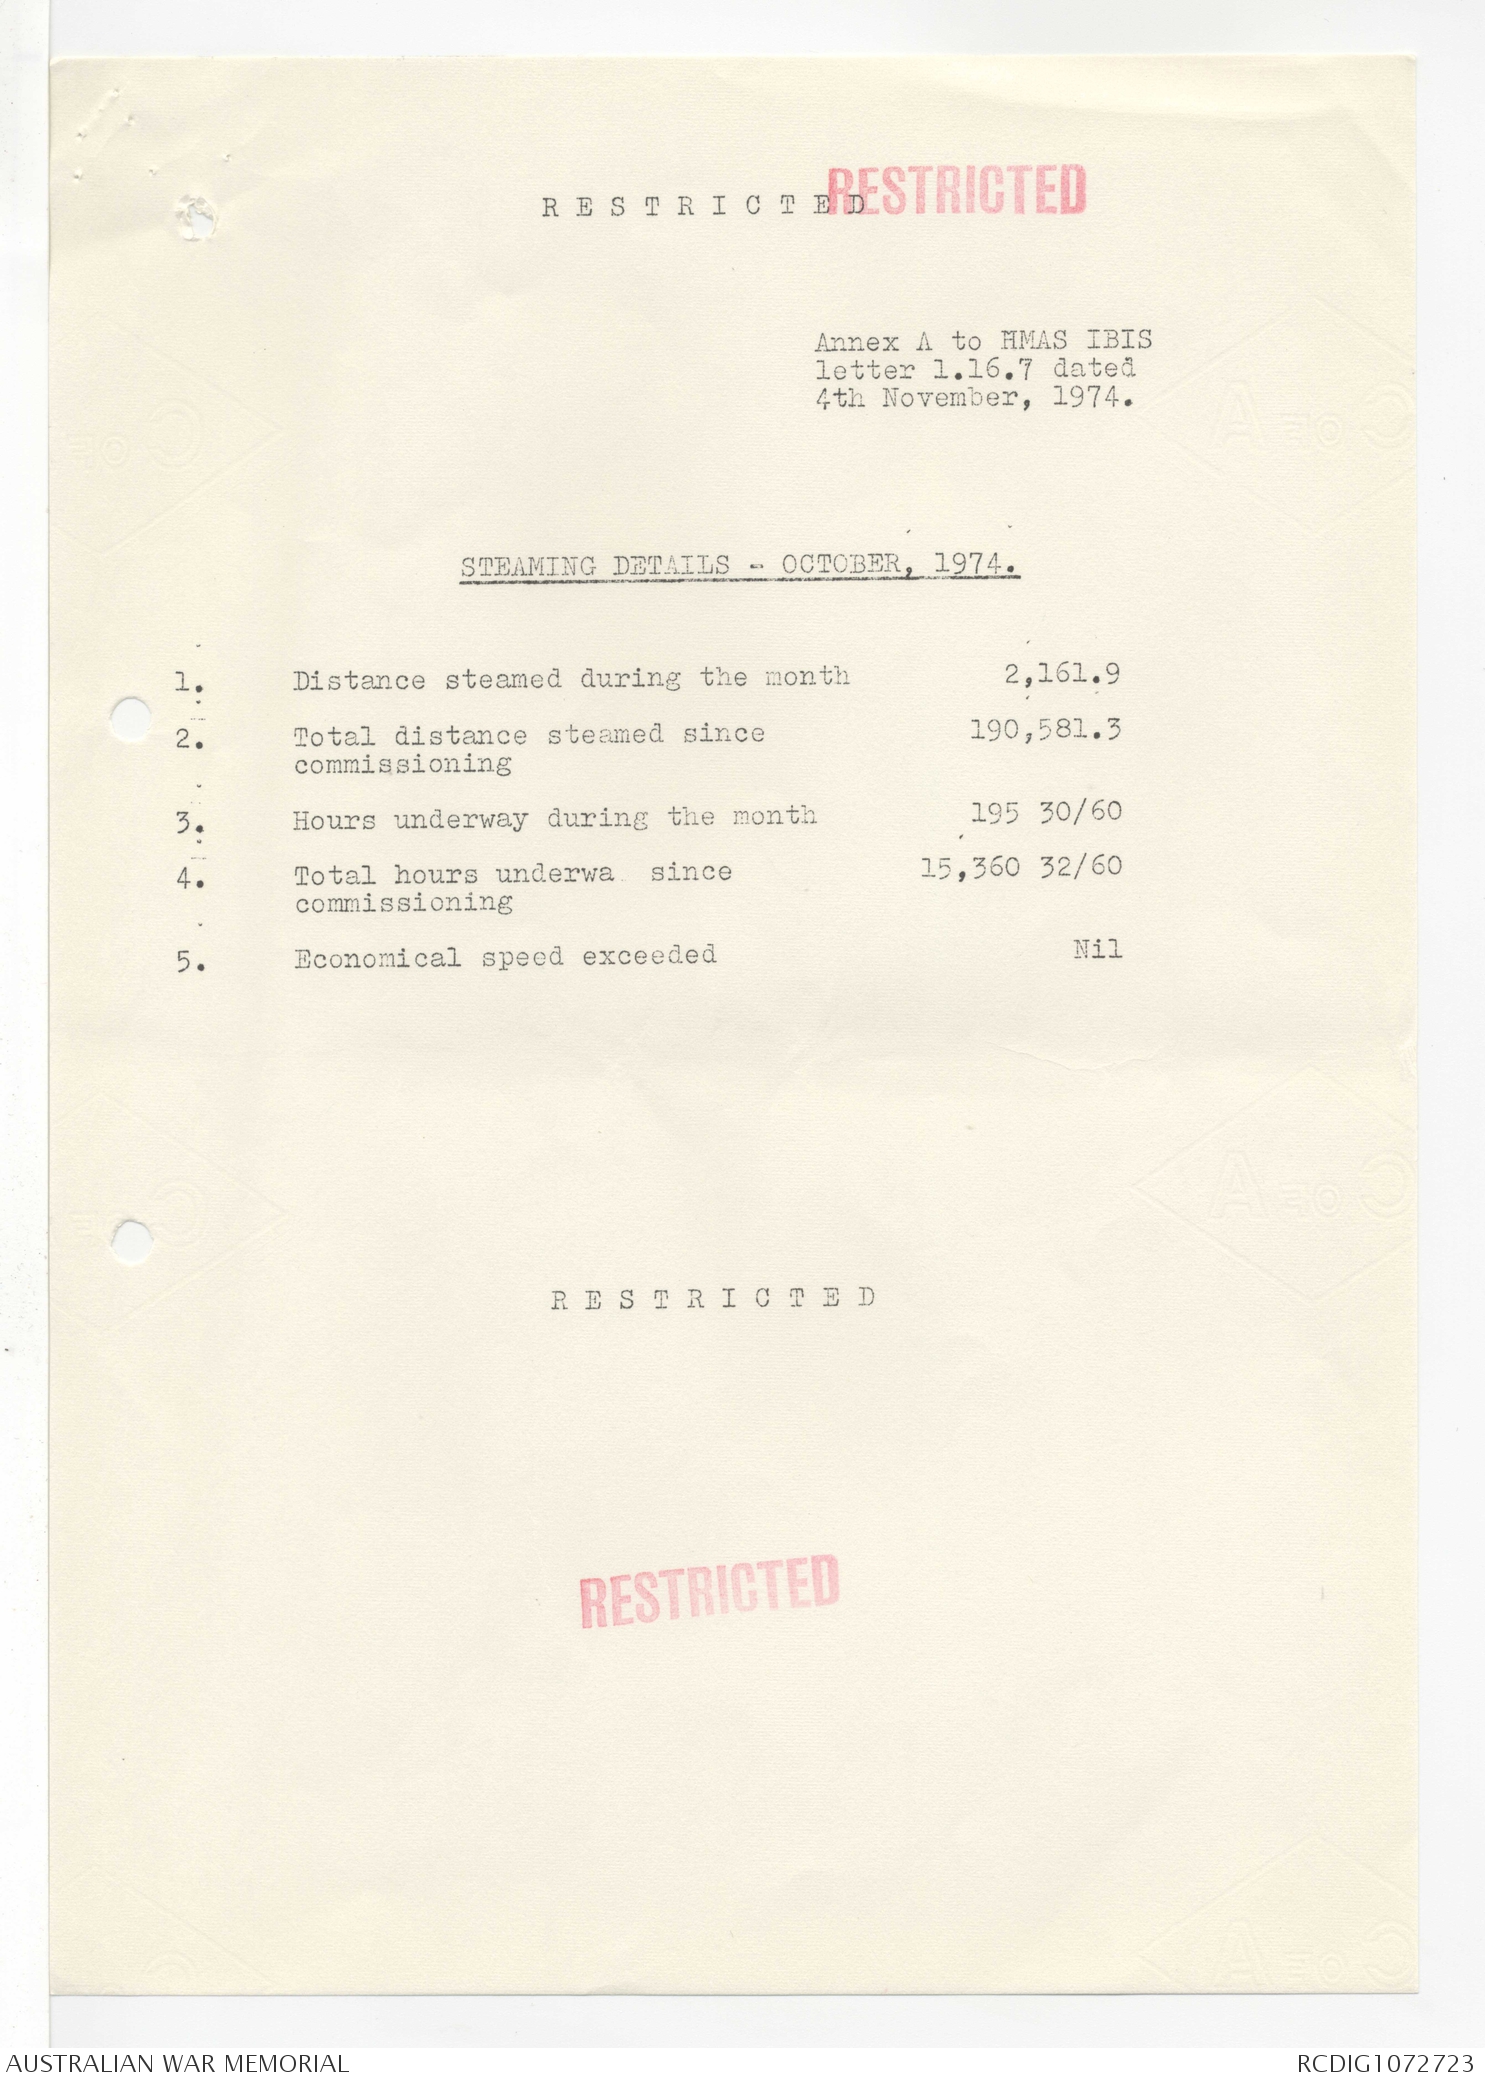 RESTRICTED
R E S T R I C T E D
Annex A to HMAS IBIS
letter 1.16.7 dated
4th November, 1974.
STEAMING DETAILS - OCTOBER, 1974.
1. Distance steamed during the month 2,161.9
2. Total distance steamed since 190,581.3
commissioning
3. Hours underway during the month 195 30/60
4. Total hours underwa since 15,360 32/60
commissioning
5. Economical speed exceeded Nil
R E S T R I C T E D
RESTRICTED
AUSTRALIAN WAR MEMORIAL
RCDIG1072723